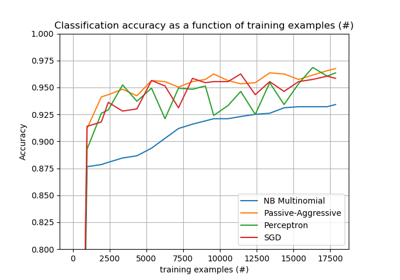 Classification accuracy as a function of training examples (#)
1.000
0.975
0.950
0.925
0.900
0.875
0.850
0.825
0.800
Accuracy
NB Multinomial
Passive-Aggressive
Perceptron
SGD
0 2500 5000 7500 10000 12500 15000 17500
training examples (#)